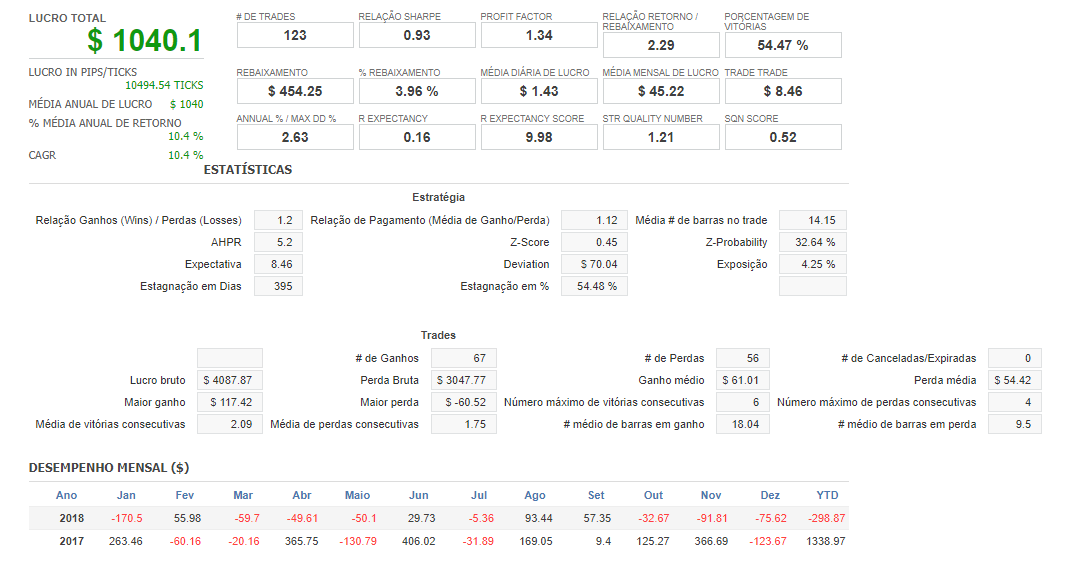 LUCRO TOTAL
$ 1040.1
LUCRO IN PIPS/TICKS
10494.54 TICKS
MÉDIA ANUAL DE LUCRO $ 1040
% MÉDIA ANUAL DE RETORNO
10.4 %
CAGR 10.4 %
# DE TRADES RELAÇÃO SHARPE PROFIT FACTOR RELAÇÃO RETORNO / REBAIXAMENTO PORCENTAGEM DE VITÓRIAS
123 0.93 1.34 2.29 54.47 %
REBAIXAMENTO % REBAIXAMENTO MÉDIA DIÁRIA DE LUCRO MÉDIA MENSAL DE LUCRO TRADE TRADE
$ 454.25 3.96 % $ 1.43 $ 45.22 $ 8.46
ANNUAL % / MAX DD % R EXPECTANCY R EXPECTANCY SCORE STR QUALITY NUMBER SQN SCORE
2.63 0.16 9.98 1.21 0.52
ESTATÍSTICAS
Estratégia
Relação Ganhos (Wins) / Perdas (Losses) 1.2 Relação de Pagamento (Média de Ganho/Perda) 1.12 Média # de barras no trade 14.15
AHPR 5.2 Z-Score 0.45 Z-Probability 32.64 %
Expectativa 8.46 Deviation $ 70.04 Exposição 4.25 %
Estagnação em Dias 395 Estagnação em % 54.48 %
Trades
# de Ganhos 67 # de Perdas 56 # de Canceladas/Expiradas 0
Lucro bruto $ 4087.87 Perda Bruta $ 3047.77 Ganho médio $ 61.01 Perda média $ 54.42
Maior ganho $ 117.42 Maior perda $ -60.52 Número máximo de vitórias consecutivas 6 Número máximo de perdas consecutivas 4
Média de vitórias consecutivas 2.09 Média de perdas consecutivas 1.75 # médio de barras em ganho 18.04 # médio de barras em perda 9.5
DESEMPENHO MENSAL ($)
Ano Jan Fev Mar Abr Maio Jun Jul Ago Set Out Nov Dez YTD
2018 -170.5 55.98 -59.7 -49.61 -50.1 29.73 -5.36 93.44 57.35 -32.67 -91.81 -75.62 -298.87
2017 263.46 -60.16 -20.16 365.75 -130.79 406.02 -31.89 169.05 9.4 125.27 366.69 -123.67 1338.97